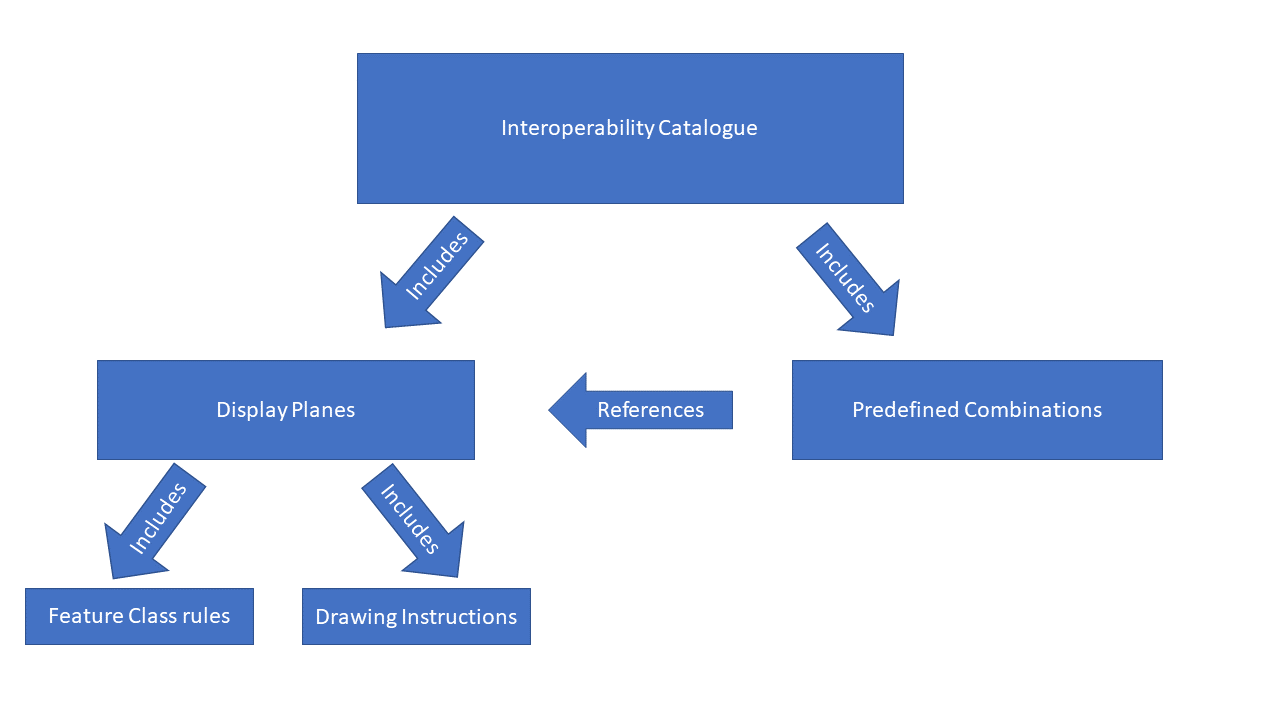 Interoperability Catalogue
Includes
Includes
Display Planes
References
Predefined Combinations
Includes
Includes
Feature Class rules
Drawing Instructions